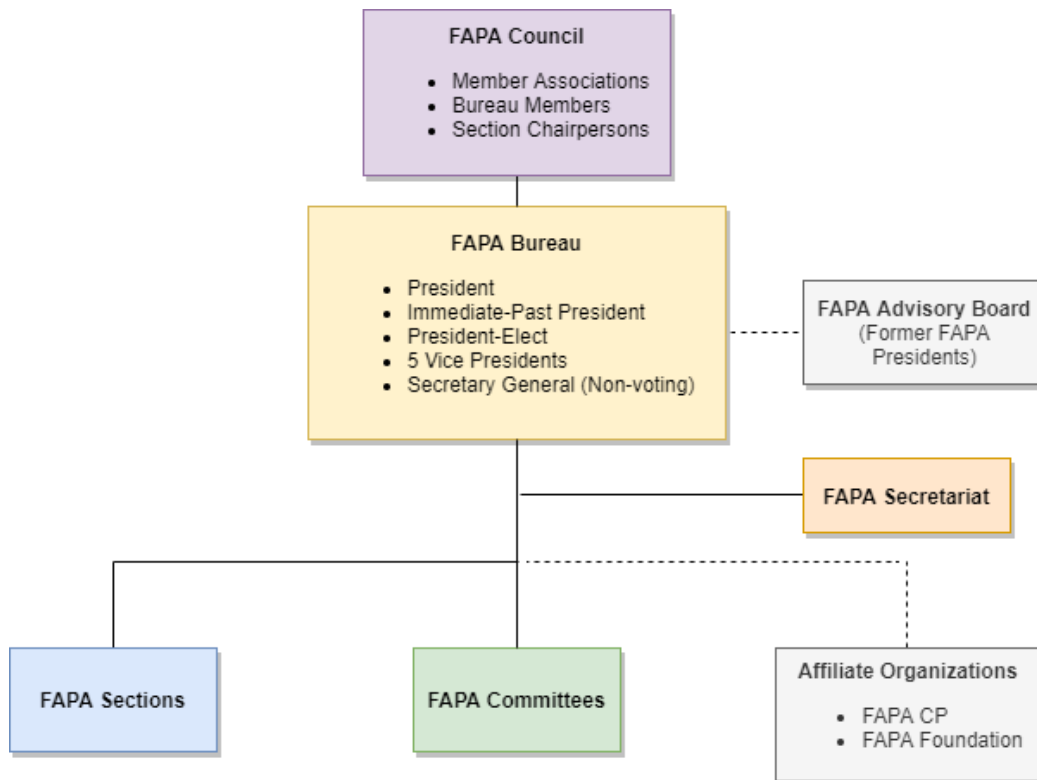 FAPA Council
• Member Associations
• Bureau Members
• Section Chairpersons
FAPA Bureau
• President
• Immediate-Past President
• President-Elect
• 5 Vice Presidents
• Secretary General (Non-voting)
FAPA Advisory Board
(Former FAPA
Presidents)
FAPA Secretariat
FAPA Sections
FAPA Committees
Affiliate Organizations
• FAPA CP
• FAPA Foundation